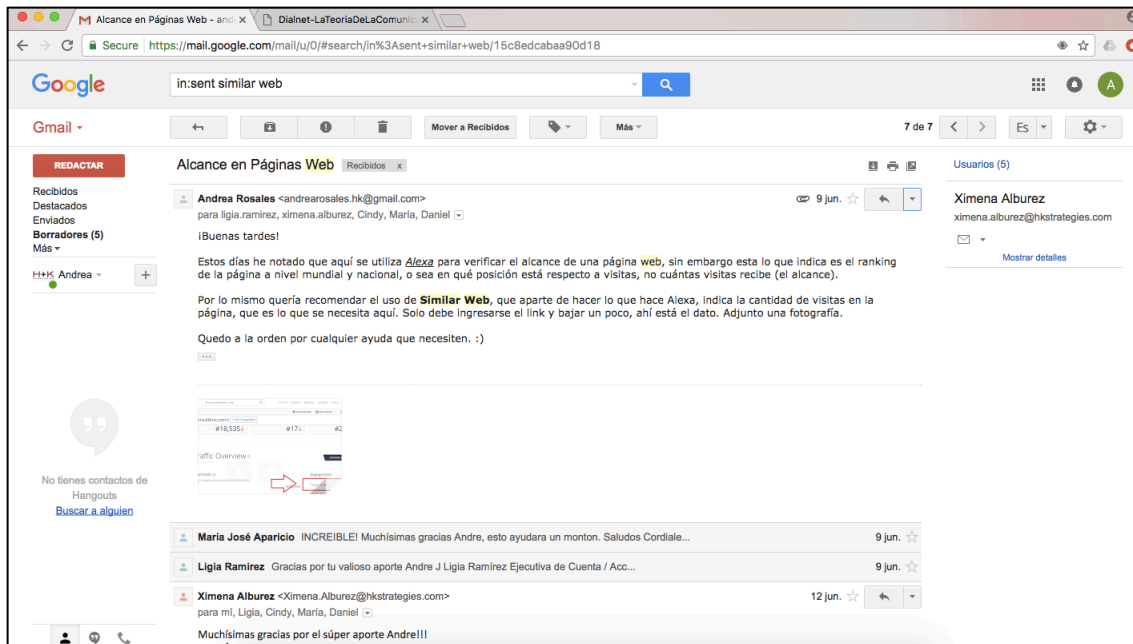 Alcance en Páginas Web - and
Dialnet-LaTeoriaDeLaComunic
Secure https://mail.google.com/mail/u/0/#search/in%3Asent+similar+web/15c8edcabaa90d18
Google
in:sent similar web
A
Gmail
Mover a Recibidos
Más
7 de 7
Es
REDACTAR
Recibidos
Destacados
Enviados
Borradores (5)
Más
H+K Andrea
No tienes contactos de
Hangouts
Buscar a alguien
Alcance en Páginas Web Recibidos x
Andrea Rosales <andrearosales.hk@gmail.com> 9 jun.
para ligia.ramirez, ximena.alburez, Cindy, María, Daniel
¡Buenas tardes!
Estos días he notado que aquí se utiliza Alexa para verificar el alcance de una página web, sin embargo esta lo que indica es el ranking
de la página a nivel mundial y nacional, o sea en qué posición está respecto a visitas, no cuántas visitas recibe (el alcance).
Por lo mismo quería recomendar el uso de Similar Web, que aparte de hacer lo que hace Alexa, indica la cantidad de visitas en la
página, que es lo que se necesita aquí. Solo debe ingresarse el link y bajar un poco, ahí está el dato. Adjunto una fotografía.
Quedo a la orden por cualquier ayuda que necesiten. :)
#18,535 #17 #2
raffic Overview
Engagement
María José Aparicio INCREIBLE! Muchísimas gracias Andre, esto ayudara un monton. Saludos Cordiale... 9 jun.
Ligia Ramirez Gracias por tu valioso aporte Andre J Ligia Ramírez Ejecutiva de Cuenta / Acc... 9 jun.
Ximena Alburez <Ximena.Alburez@hkstrategies.com> 12 jun.
para mí, Ligia, Cindy, María, Daniel
Muchísimas gracias por el súper aporte Andre!!!
Usuarios (5)
Ximena Alburez
ximena.alburez@hkstrategies.com
Mostrar detalles